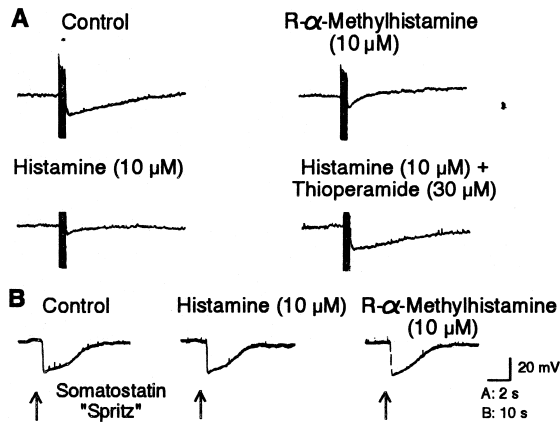 A
Control
R-α-Methylhistamine
(10 µM)
Histamine (10 µM)
Histamine (10 µM) +
Thioperamide (30 µM)
B
Control
Histamine (10 µM)
R-α-Methylhistamine
(10 µM)
Somatostatin
"Spritz"
20 mV
A: 2 s
B: 10 s